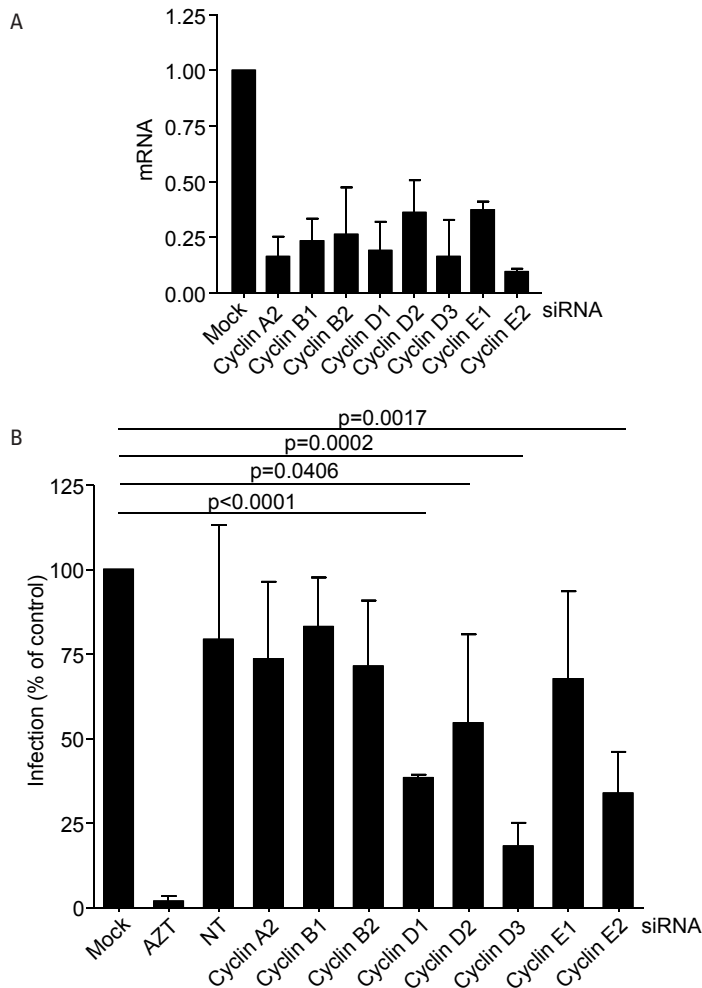 A
1.25
1.00
0.75
0.50
0.25
0.00
mRNA
Mock
Cyclin A2
Cyclin B1
Cyclin B2
Cyclin D1
Cyclin D2
Cyclin D3
Cyclin E1
Cyclin E2
siRNA
B
p=0.0017
p=0.0002
p=0.0406
p<0.0001
125
100
75
50
25
0
Infection (% of control)
Mock
AZT
NT
Cyclin A2
Cyclin B1
Cyclin B2
Cyclin D1
Cyclin D2
Cyclin D3
Cyclin E1
Cyclin E2
siRNA